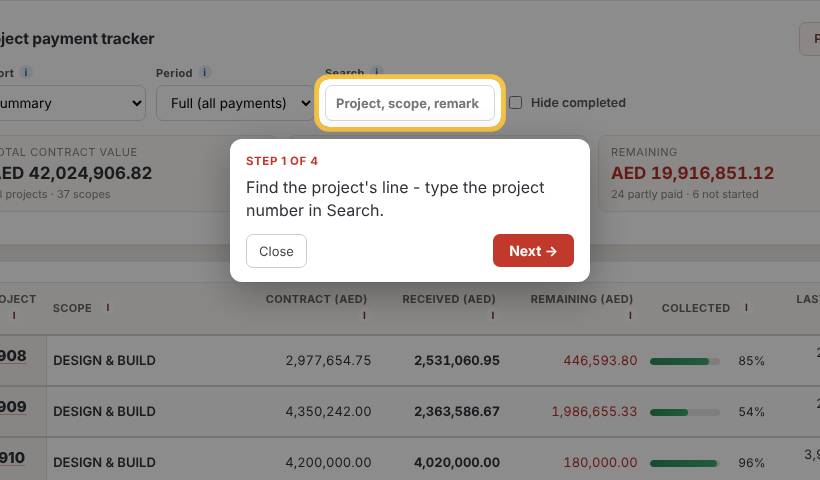 ject payment tracker
P
ort i
Period i
Search i
ummary
Full (all payments)
Project, scope, remark
Hide completed
OTAL CONTRACT VALUE
AED 42,024,906.82
projects · 37 scopes
REMAINING
AED 19,916,851.12
24 partly paid · 6 not started
STEP 1 OF 4
Find the project's line - type the project
number in Search.
Close
Next →
OJECT
SCOPE
CONTRACT (AED)
RECEIVED (AED)
REMAINING (AED)
COLLECTED
LAS
908
DESIGN & BUILD
2,977,654.75
2,531,060.95
446,593.80
85%
909
DESIGN & BUILD
4,350,242.00
2,363,586.67
1,986,655.33
54%
910
DESIGN & BUILD
4,200,000.00
4,020,000.00
180,000.00
96%
3,9